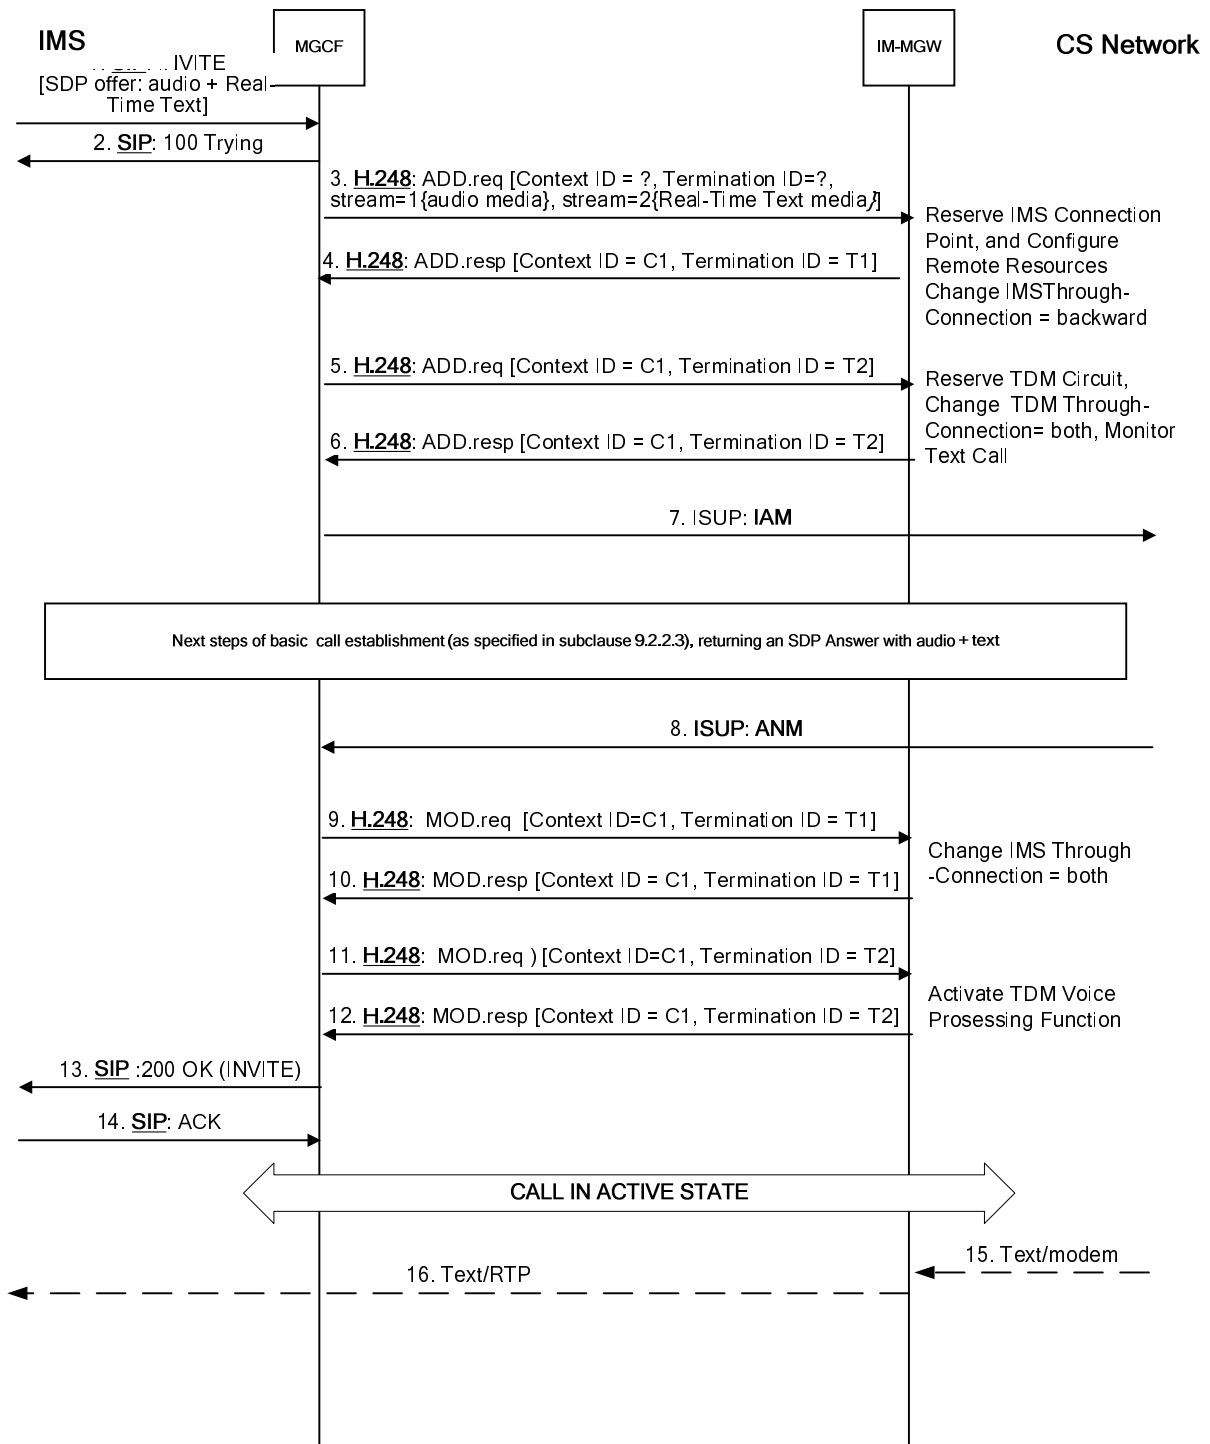 IMS
MGCF
IM-MGW
CS Network
INVITE
[SDP offer: audio + Real-
Time Text]
2. SIP: 100 Trying
3. H.248: ADD.req [Context ID = ?, Termination ID=?,
stream=1{audio media}, stream=2{Real-Time Text media}]
Reserve IMS Connection
Point, and Configure
Remote Resources
Change IMSThrough-
Connection = backward
4. H.248: ADD.resp [Context ID = C1, Termination ID = T1]
5. H.248: ADD.req [Context ID = C1, Termination ID = T2]
Reserve TDM Circuit,
Change TDM Through-
Connection= both, Monitor
Text Call
6. H.248: ADD.resp [Context ID = C1, Termination ID = T2]
7. ISUP: IAM
Next steps of basic call establishment (as specified in subclause 9.2.2.3), returning an SDP Answer with audio + text
8. ISUP: ANM
9. H.248: MOD.req [Context ID=C1, Termination ID = T1]
Change IMS Through
-Connection = both
10. H.248: MOD.resp [Context ID = C1, Termination ID = T1]
11. H.248: MOD.req ) [Context ID=C1, Termination ID = T2]
Activate TDM Voice
Prosessing Function
12. H.248: MOD.resp [Context ID = C1, Termination ID = T2]
13. SIP :200 OK (INVITE)
14. SIP: ACK
CALL IN ACTIVE STATE
15. Text/modem
16. Text/RTP